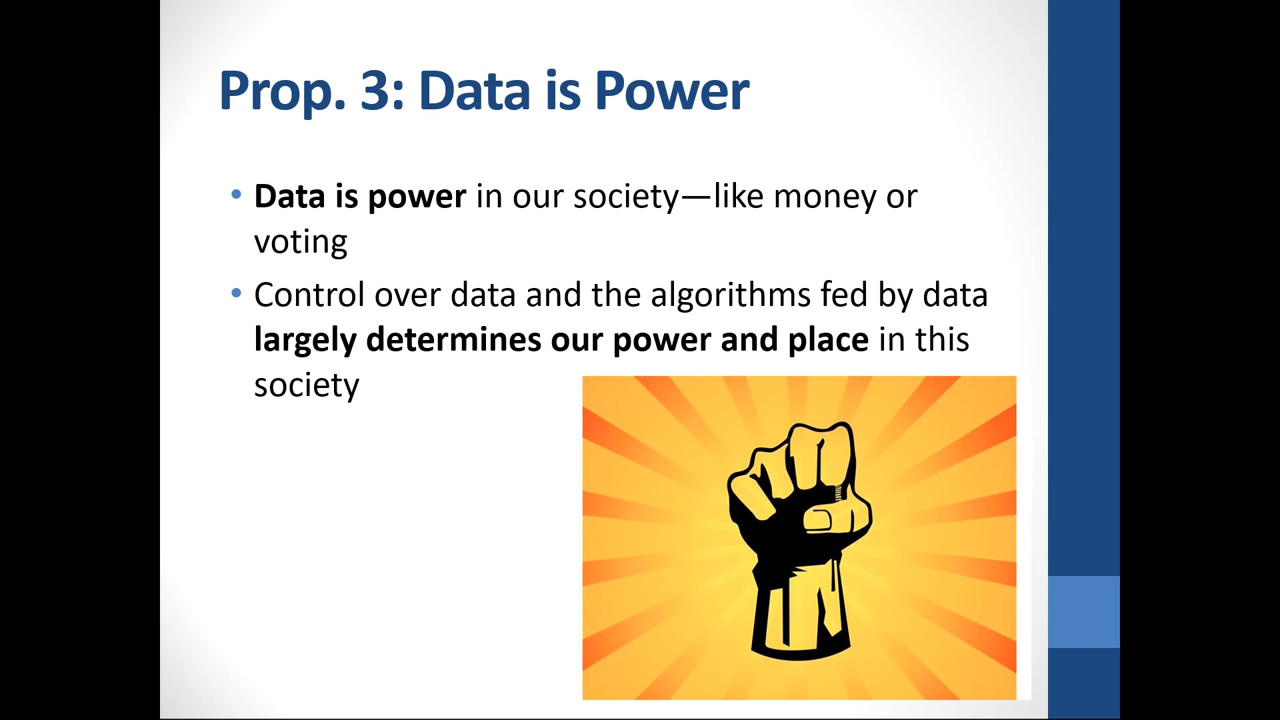 Prop. 3: Data is Power
• Data is power in our society—like money or
voting
• Control over data and the algorithms fed by data
largely determines our power and place in this
society